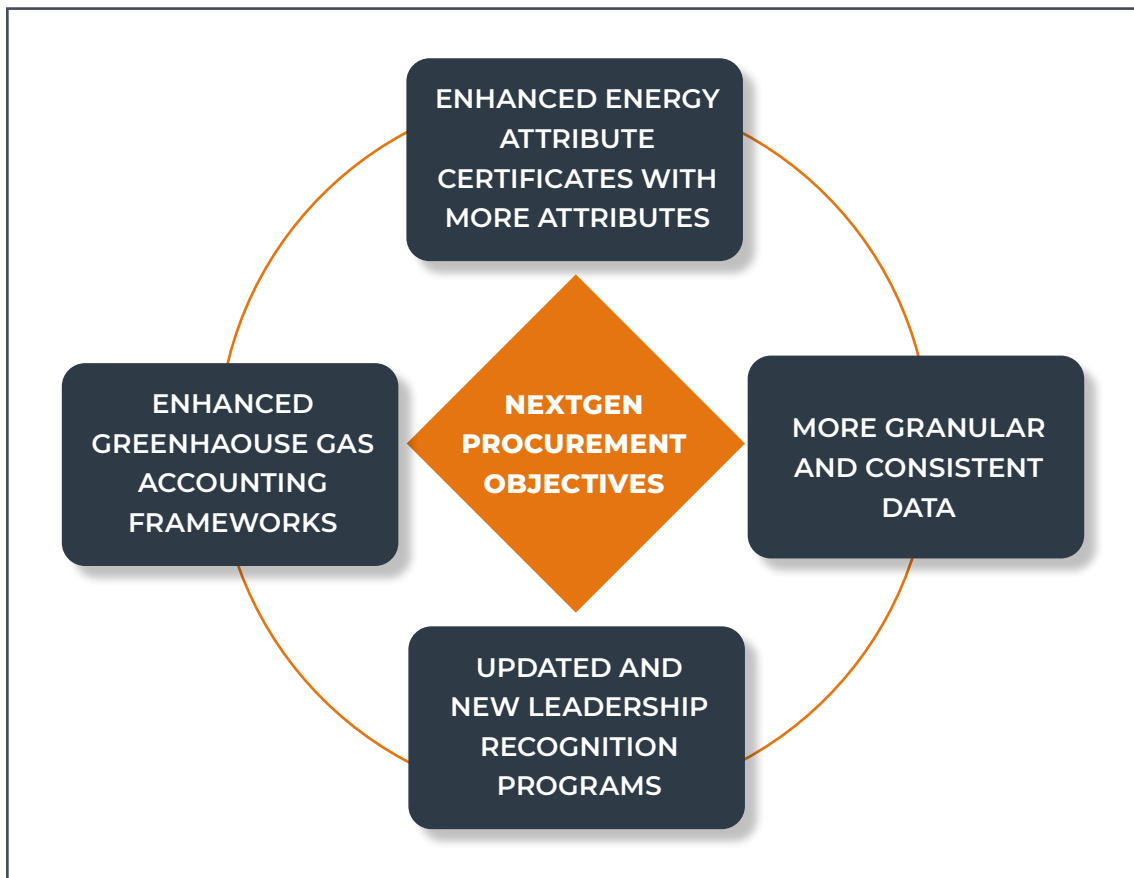 ENHANCED ENERGY
ATTRIBUTE
CERTIFICATES WITH
MORE ATTRIBUTES
ENHANCED
GREENHAOUSE GAS
ACCOUNTING
FRAMEWORKS
NEXTGEN
PROCUREMENT
OBJECTIVES
MORE GRANULAR
AND CONSISTENT
DATA
UPDATED AND
NEW LEADERSHIP
RECOGNITION
PROGRAMS